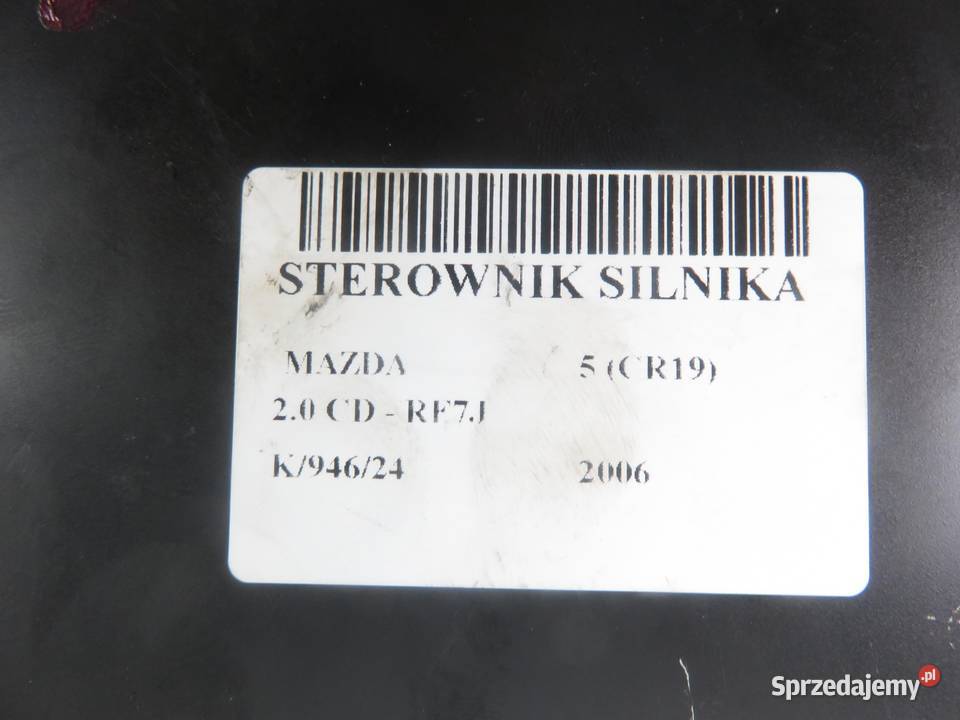 STEROWNIK SILNIKA
MAZDA 5 (CR19)
2.0 CD - RF7J
K/946/24 2006
Sprzedajemy.pl